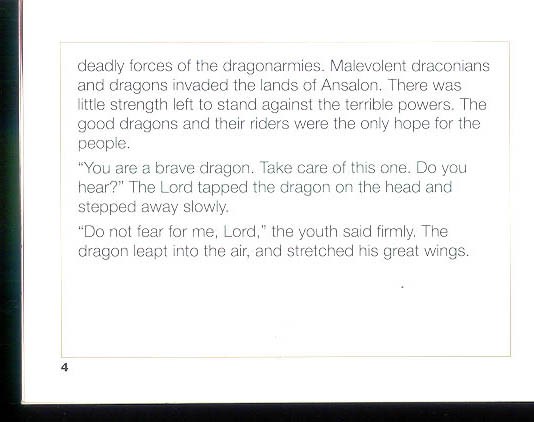 deadly forces of the dragonarmies. Malevolent draconians
and dragons invaded the lands of Ansalon. There was
little strength left to stand against the terrible powers. The
good dragons and their riders were the only hope for the
people.
“You are a brave dragon. Take care of this one. Do you
hear?” The Lord tapped the dragon on the head and
stepped away slowly.
“Do not fear for me, Lord,” the youth said firmly. The
dragon leapt into the air, and stretched his great wings.
4